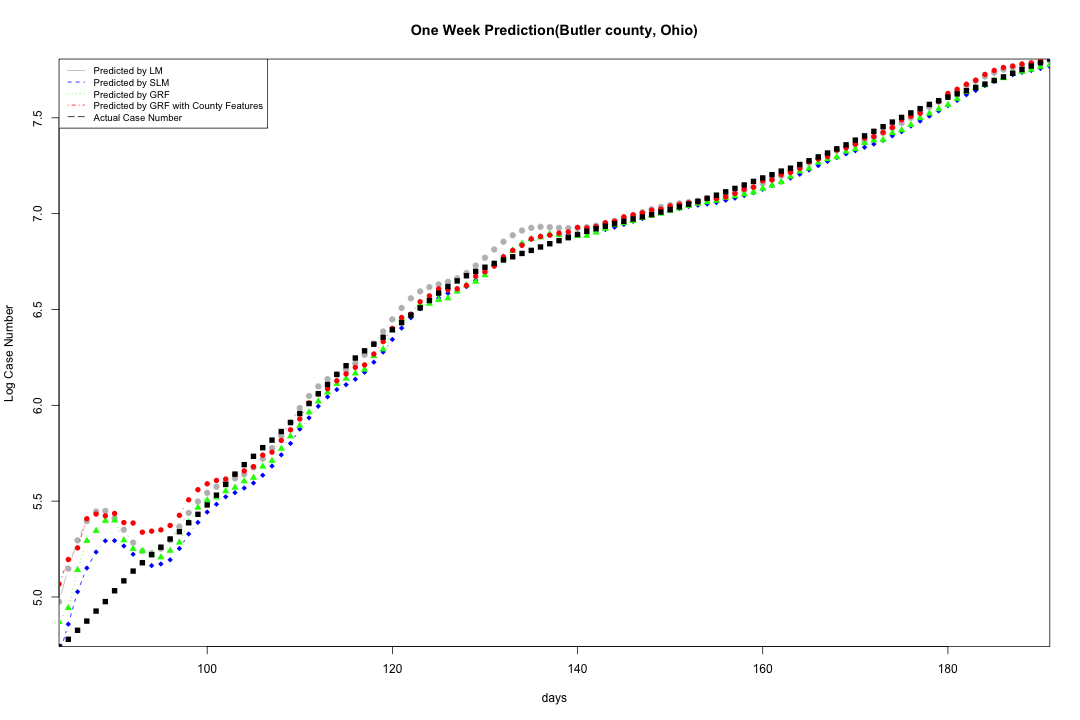 One Week Prediction(Butler county, Ohio)
Predicted by LM
Predicted by SLM
Predicted by GRF
Predicted by GRF with County Features
Actual Case Number
7.5
7.0
6.5
6.0
5.5
5.0
Log Case Number
100 120 140 160 180
days